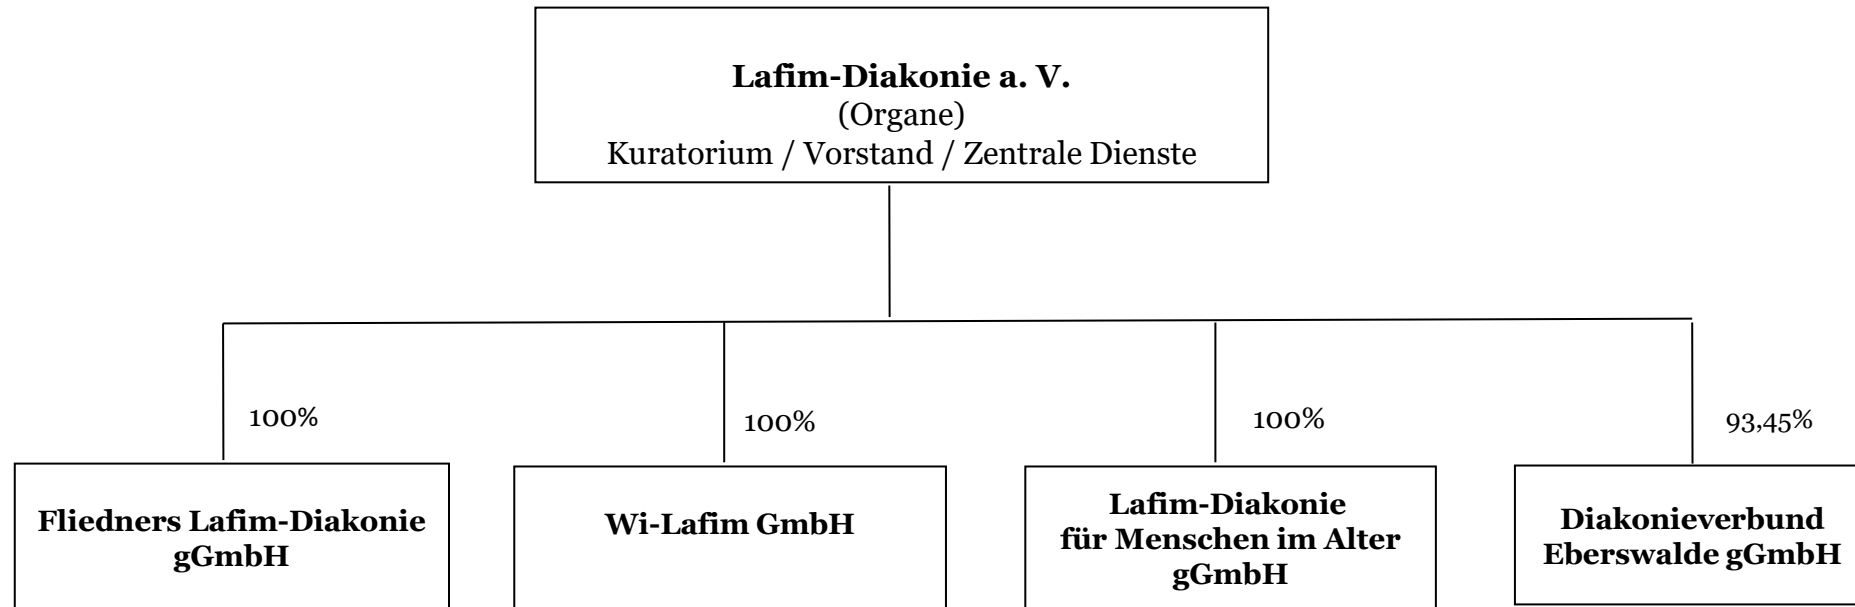 Lafim-Diakonie a. V.
(Organe)
Kuratorium / Vorstand / Zentrale Dienste
100%
100%
100%
93,45%
Fliedners Lafim-Diakonie
gGmbH
Wi-Lafim GmbH
Lafim-Diakonie
für Menschen im Alter
gGmbH
Diakonieverbund
Eberswalde gGmbH